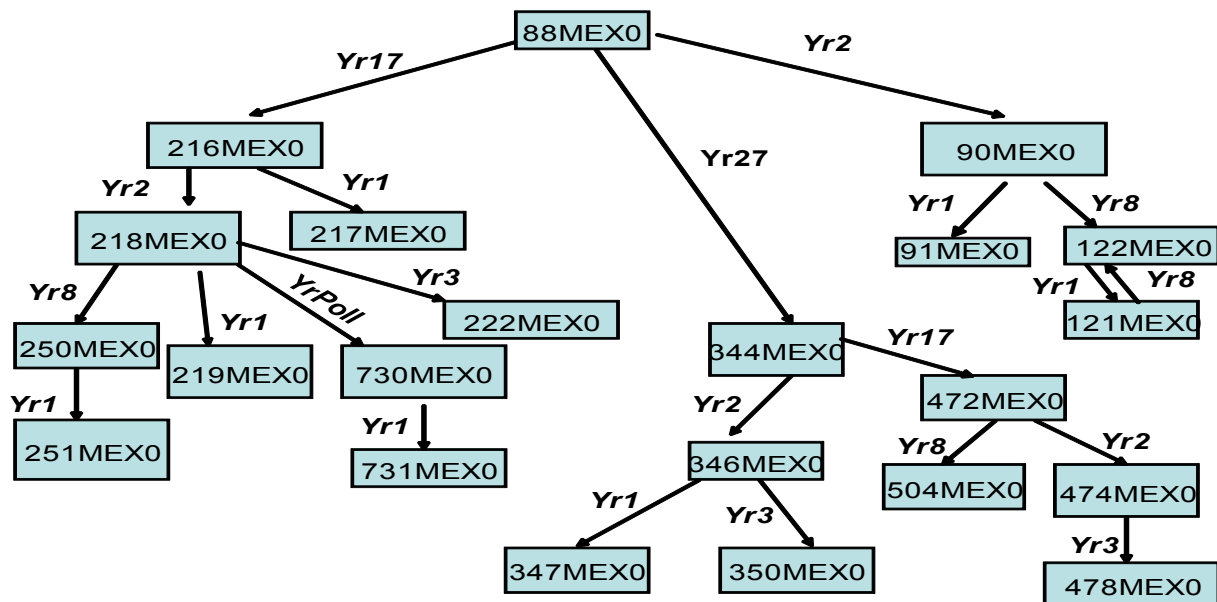 88MEX0
Yr17
Yr2
Yr27
216MEX0
90MEX0
Yr2
Yr1
Yr1
Yr8
218MEX0
217MEX0
91MEX0
122MEX0
Yr8
Yr1
YrPoll
Yr3
Yr1
Yr8
250MEX0
219MEX0
730MEX0
222MEX0
121MEX0
344MEX0
Yr17
Yr1
Yr1
Yr2
472MEX0
251MEX0
731MEX0
346MEX0
Yr8
Yr2
504MEX0
474MEX0
Yr1
Yr3
Yr3
347MEX0
350MEX0
478MEX0